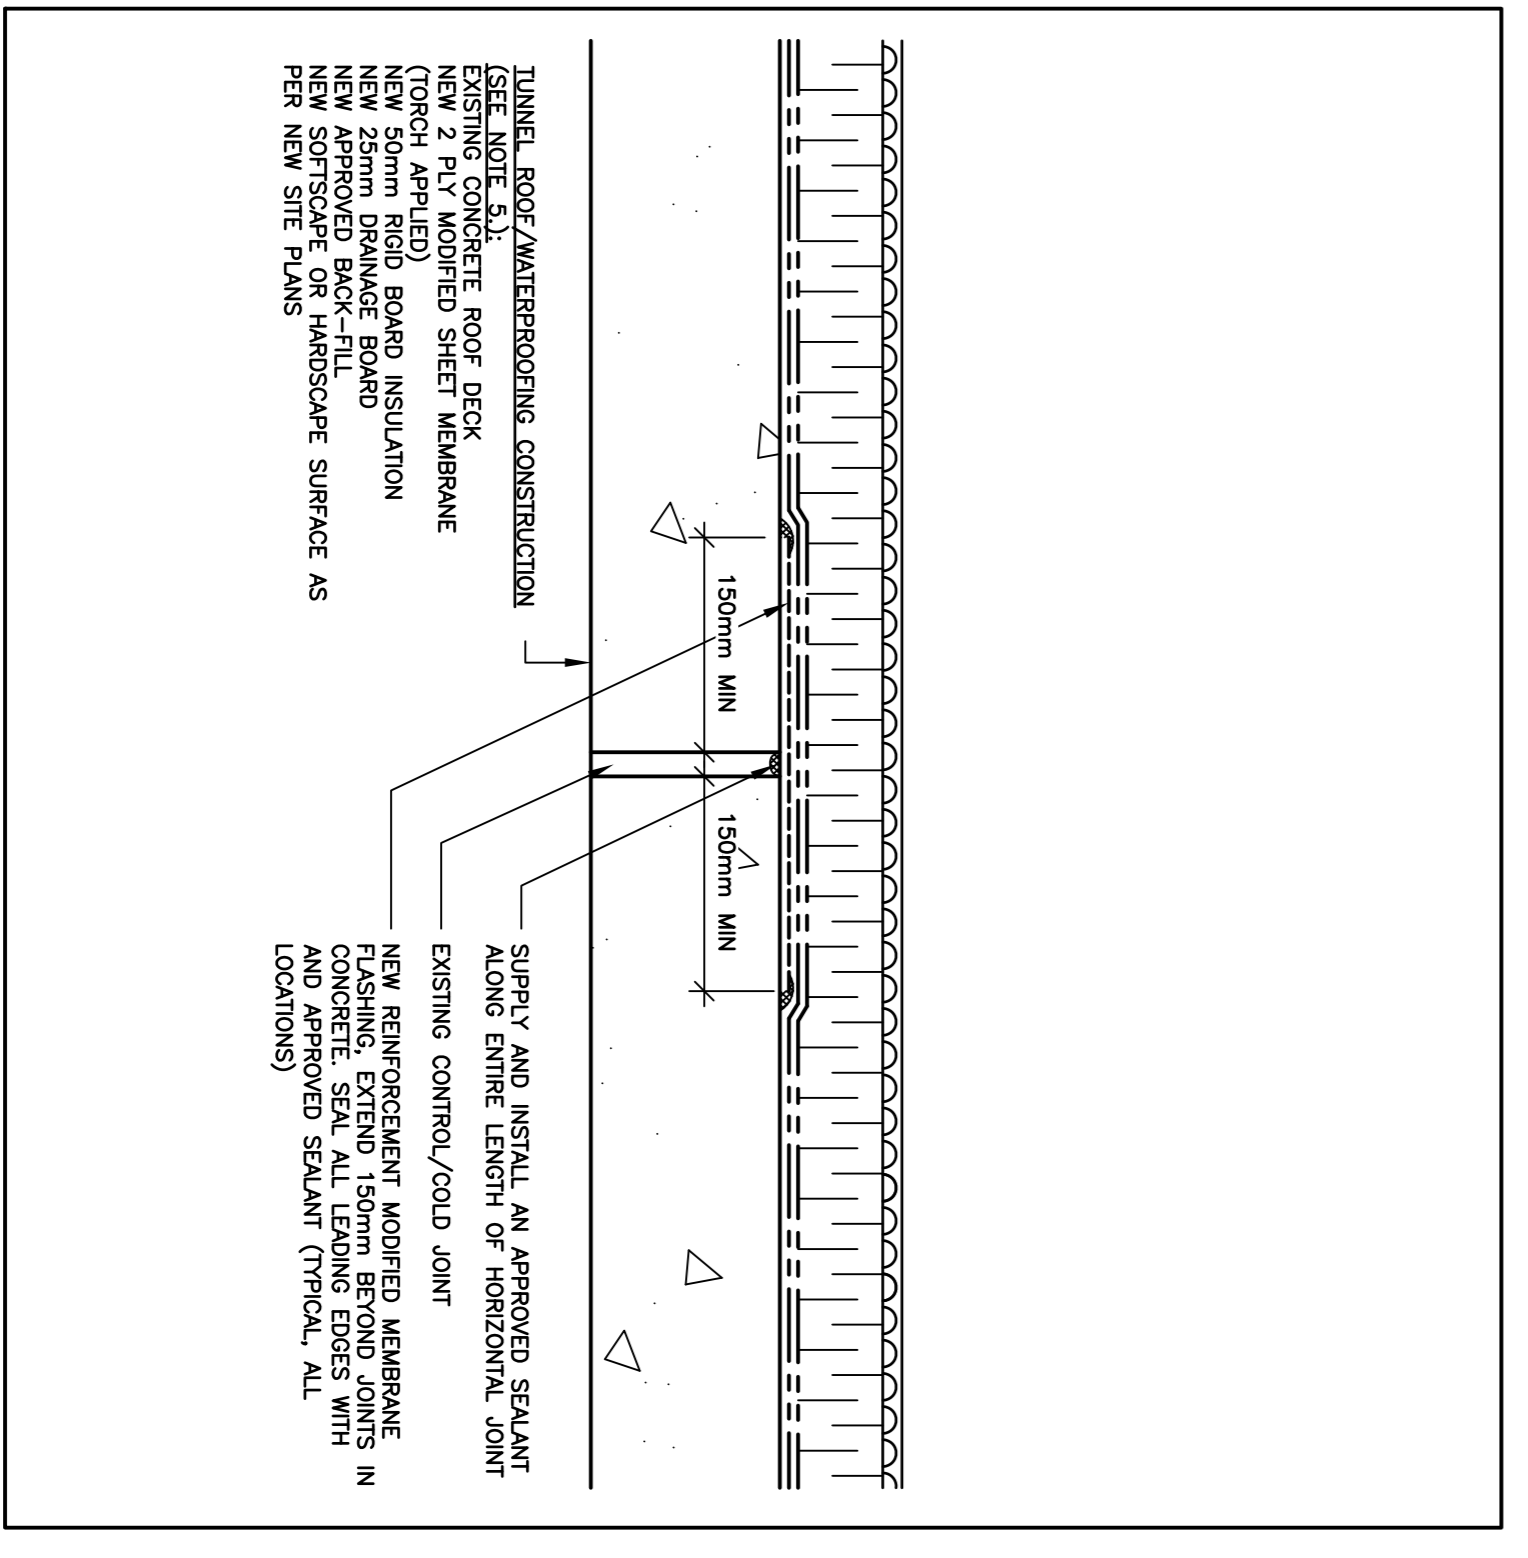 150mm MIN
150mm MIN
TUNNEL ROOF/WATERPROOFING CONSTRUCTION
(SEE NOTE 5.):
EXISTING CONCRETE ROOF DECK
NEW 2 PLY MODIFIED SHEET MEMBRANE
(TORCH APPLIED)
NEW 50mm RIGID BOARD INSULATION
NEW 25mm DRAINAGE BOARD
NEW APPROVED BACK-FILL
NEW SOFTSCAPE OR HARDSCAPE SURFACE AS
PER NEW SITE PLANS
SUPPLY AND INSTALL AN APPROVED SEALANT
ALONG ENTIRE LENGTH OF HORIZONTAL JOINT
EXISTING CONTROL/COLD JOINT
NEW REINFORCEMENT MODIFIED MEMBRANE
FLASHING, EXTEND 150mm BEYOND JOINTS IN
CONCRETE. SEAL ALL LEADING EDGES WITH
AND APPROVED SEALANT (TYPICAL, ALL
LOCATIONS)